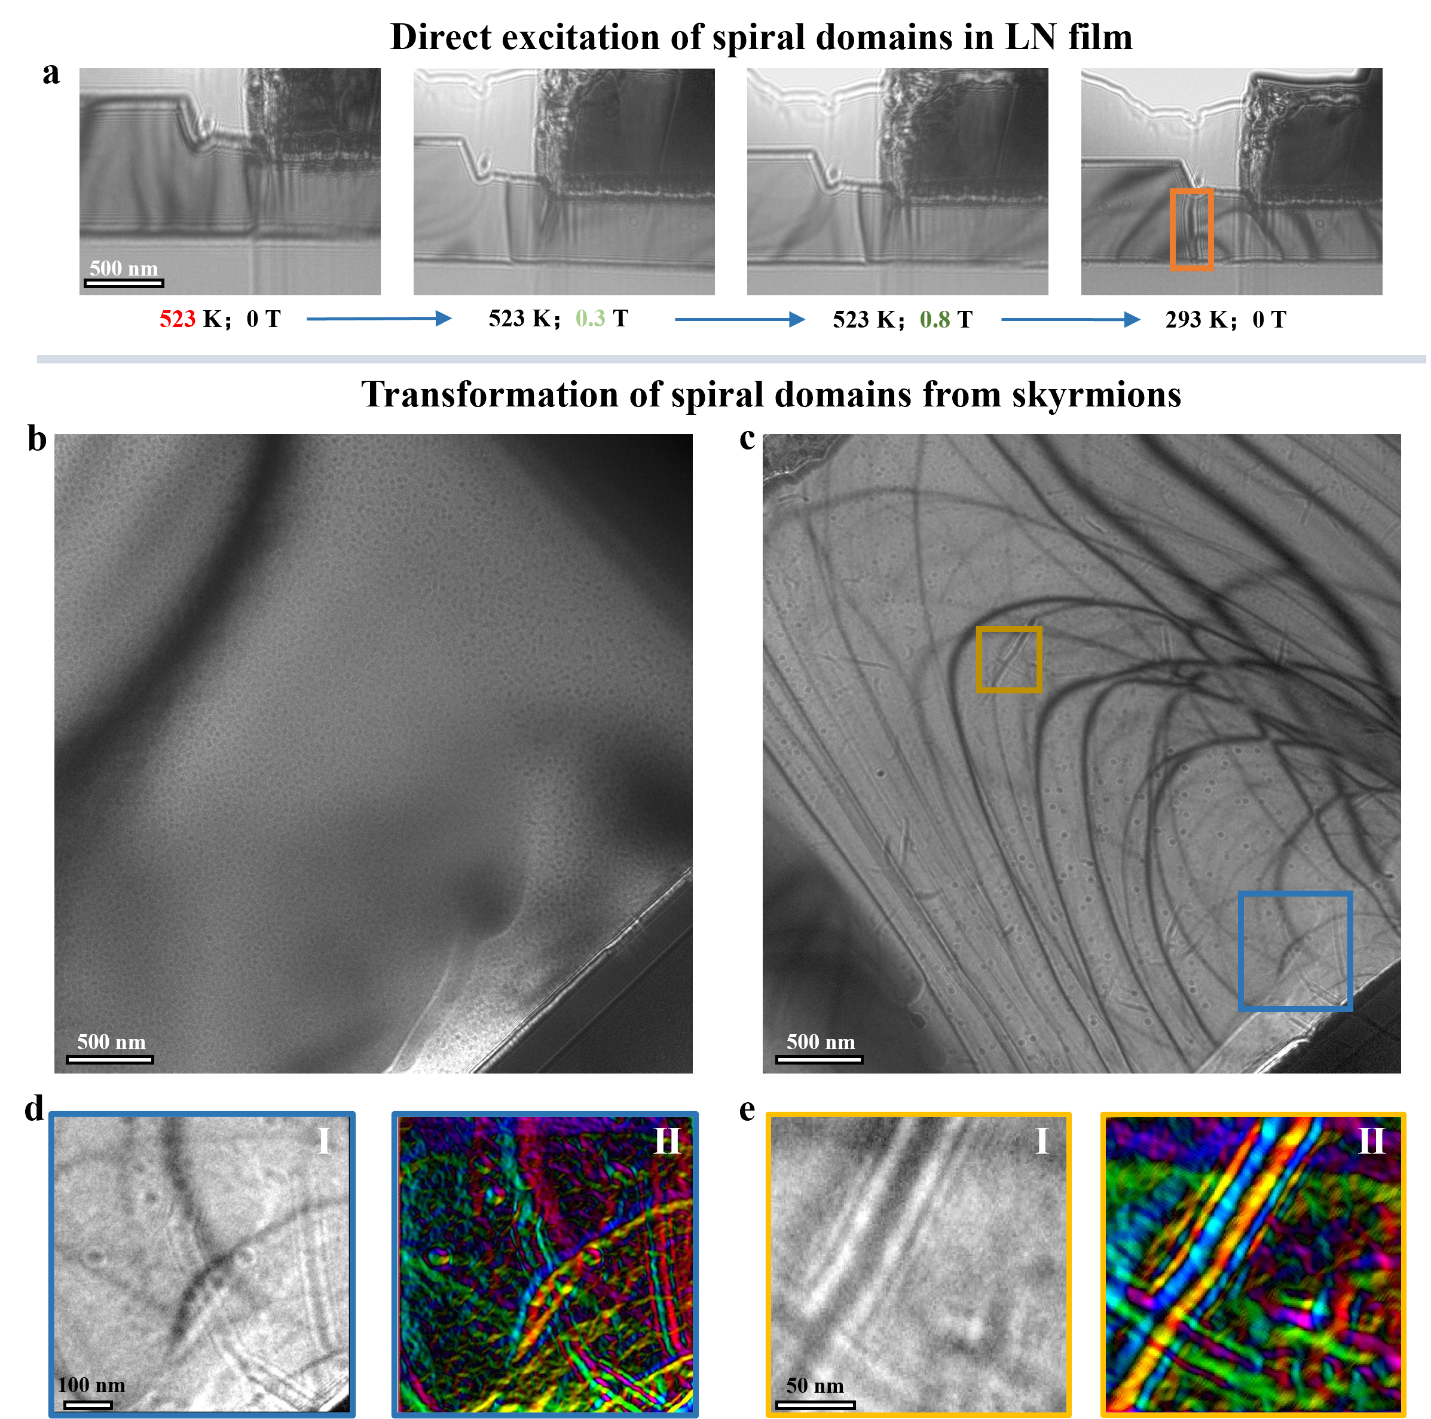 Direct excitation of spiral domains in LN film
a
500 nm
523 K；0 T
523 K；0.3 T
523 K；0.8 T
293 K；0 T
Transformation of spiral domains from skyrmions
b
c
500 nm
500 nm
d
I
II
e
I
II
100 nm
50 nm